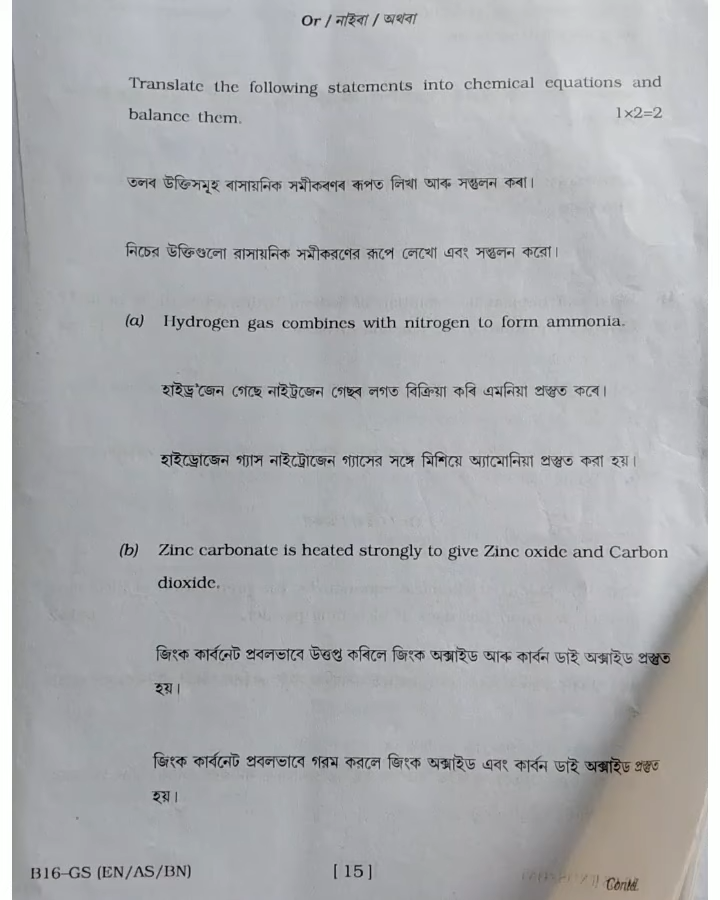 Or / নাইবা / অথবা
Translate the following statements into chemical equations and
balance them. 1×2=2
তলৰ উক্তিসমূহ ৰাসায়নিক সমীকৰণৰ ৰূপত লিখা আৰু সন্তুলন কৰা।
নিচের উক্তিগুলো রাসায়নিক সমীকরণের রূপে লেখো এবং সন্তুলন করো।
(a) Hydrogen gas combines with nitrogen to form ammonia.
হাইড্ৰ'জেন গেছে নাইট্ৰজেন গেছৰ লগত বিক্ৰিয়া কৰি এমনিয়া প্ৰস্তুত কৰে।
হাইড্রোজেন গ্যাস নাইট্রোজেন গ্যাসের সঙ্গে মিশিয়ে অ্যামোনিয়া প্রস্তুত করা হয়।
(b) Zinc carbonate is heated strongly to give Zinc oxide and Carbon
dioxide.
জিংক কাৰ্বনেট প্ৰবলভাবে উত্তপ্ত কৰিলে জিংক অক্সাইড আৰু কাৰ্বন ডাই অক্সাইড প্ৰস্তুত
হয়।
জিংক কার্বনেট প্রবলভাবে গরম করলে জিংক অক্সাইড এবং কার্বন ডাই অক্সাইড প্রস্তুত
হয়।
B16–GS (EN/AS/BN) [ 15 ] Contd.